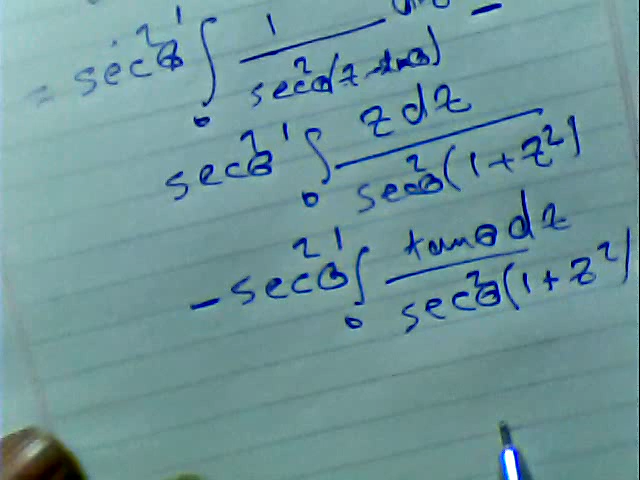 = sec²θ ∫₀¹ 1 / sec²θ(z - tanθ) -
sec²θ ∫₀¹ z dz / sec²θ(1 + z²)
- sec²θ ∫₀¹ tanθ dz / sec²θ(1 + z²)